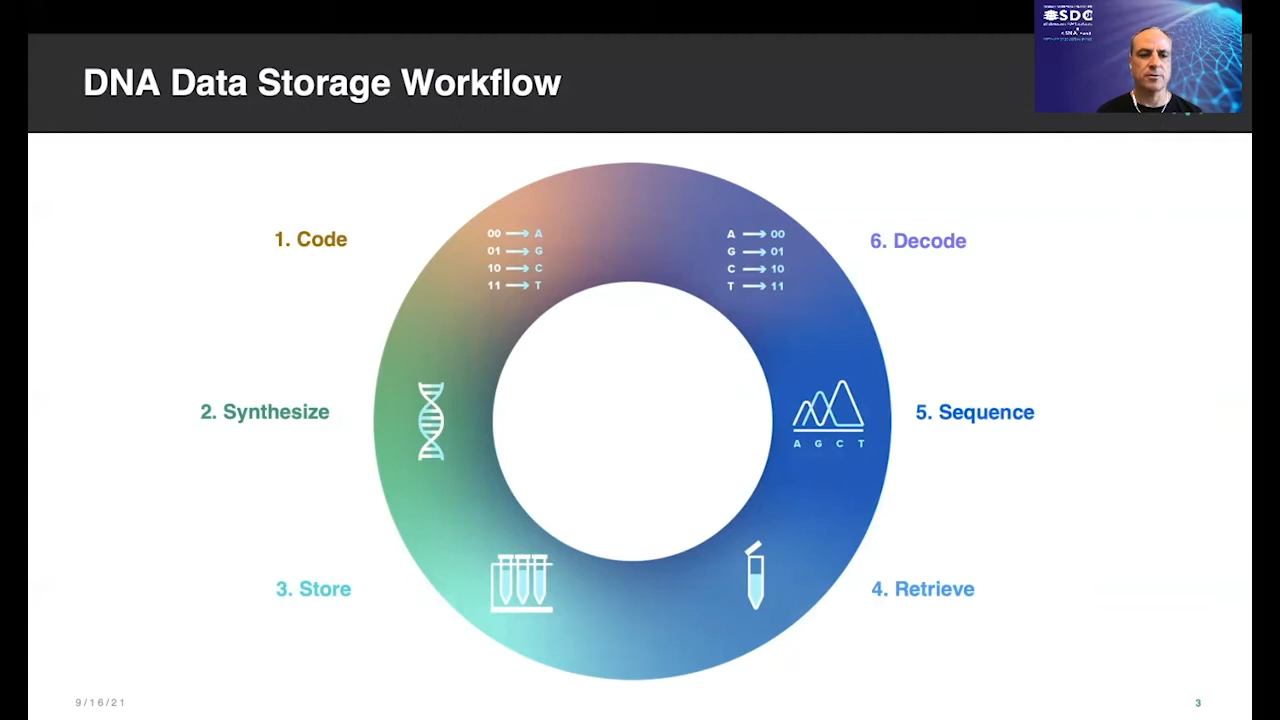 SDC
SNIA
DNA Data Storage Workflow
1. Code
00 → A
01 → G
10 → C
11 → T
A → 00
G → 01
C → 10
T → 11
6. Decode
2. Synthesize
A G C T
5. Sequence
3. Store
4. Retrieve
9/16/21
3